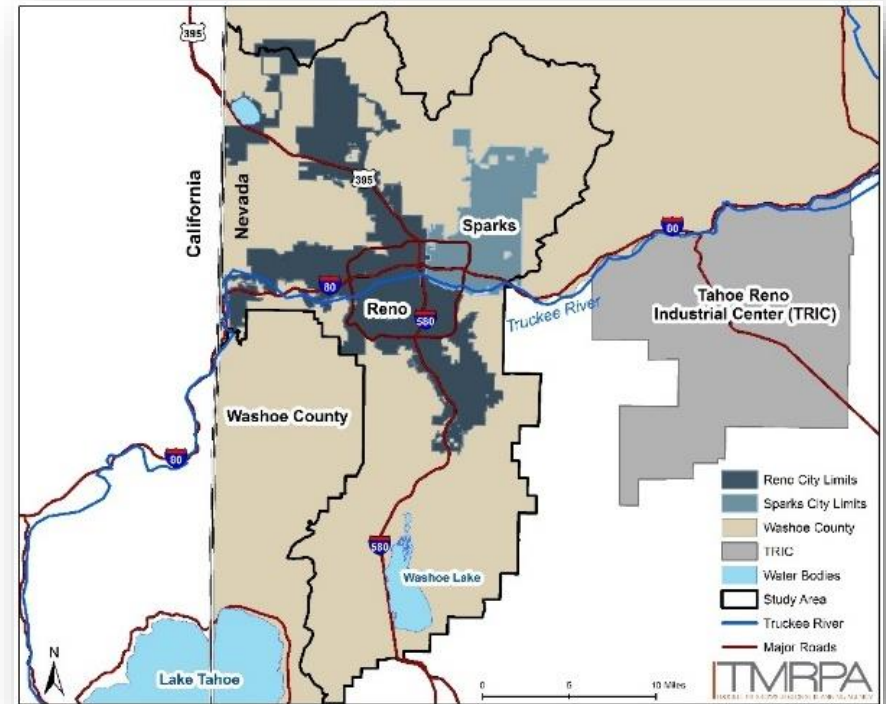 395
California
Nevada
395
Sparks
80
80
Reno
580
Truckee River
Tahoe Reno
Industrial Center (TRIC)
Washoe County
80
580
Washoe Lake
Lake Tahoe
N
0 5 10 Miles
Reno City Limits
Sparks City Limits
Washoe County
TRIC
Water Bodies
Study Area
Truckee River
Major Roads
TMRPA